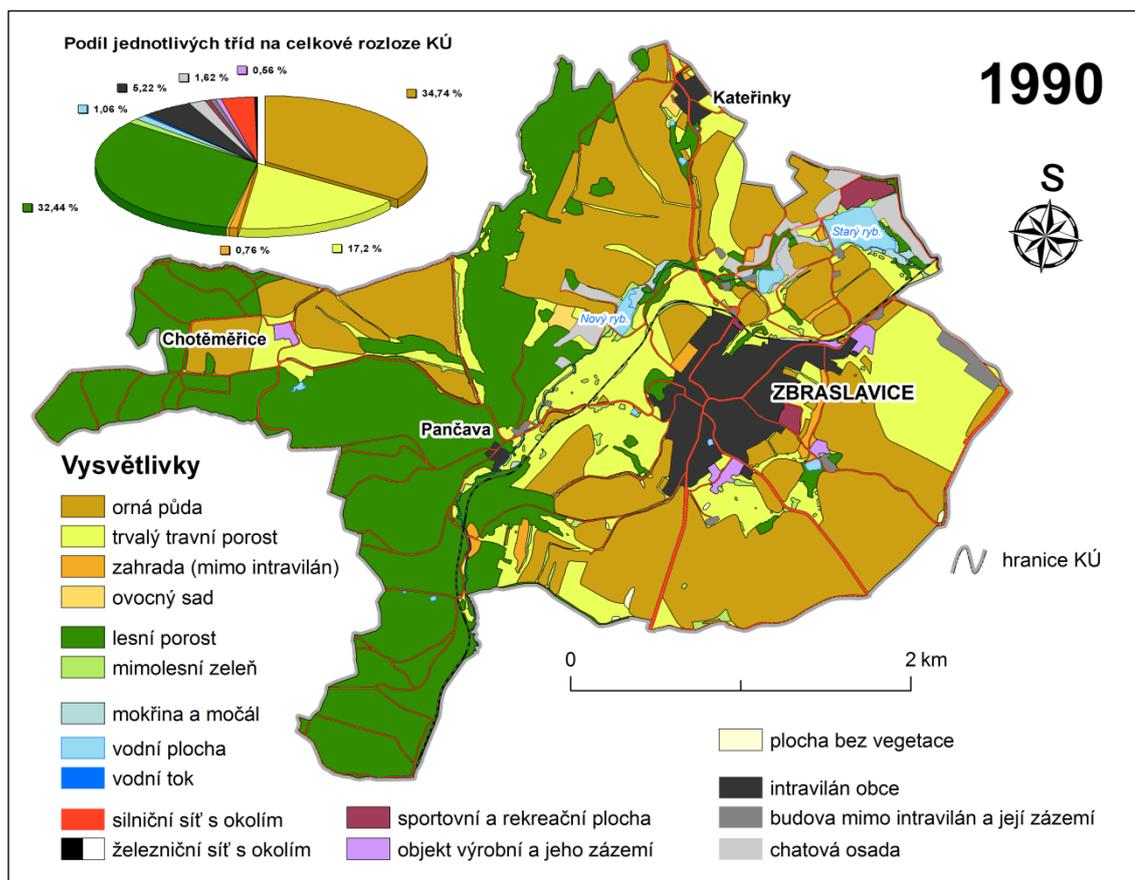 Podíl jednotlivých tříd na celkové rozloze KÚ
1990
0,56 %
1,62 %
5,22 %
1,06 %
34,74 %
32,44 %
0,76 %
17,2 %
Kateřinky
S
Starý ryb.
Nový ryb.
Chotěměřice
ZBRASLAVICE
Pančava
Vysvětlivky
orná půda
trvalý travní porost
zahrada (mimo intravilán)
ovocný sad
lesní porost
mimolesní zeleň
mokřina a močál
vodní plocha
vodní tok
silniční síť s okolím
železniční síť s okolím
sportovní a rekreační plocha
objekt výrobní a jeho zázemí
hranice KÚ
0 2 km
plocha bez vegetace
intravilán obce
budova mimo intravilán a její zázemí
chatová osada